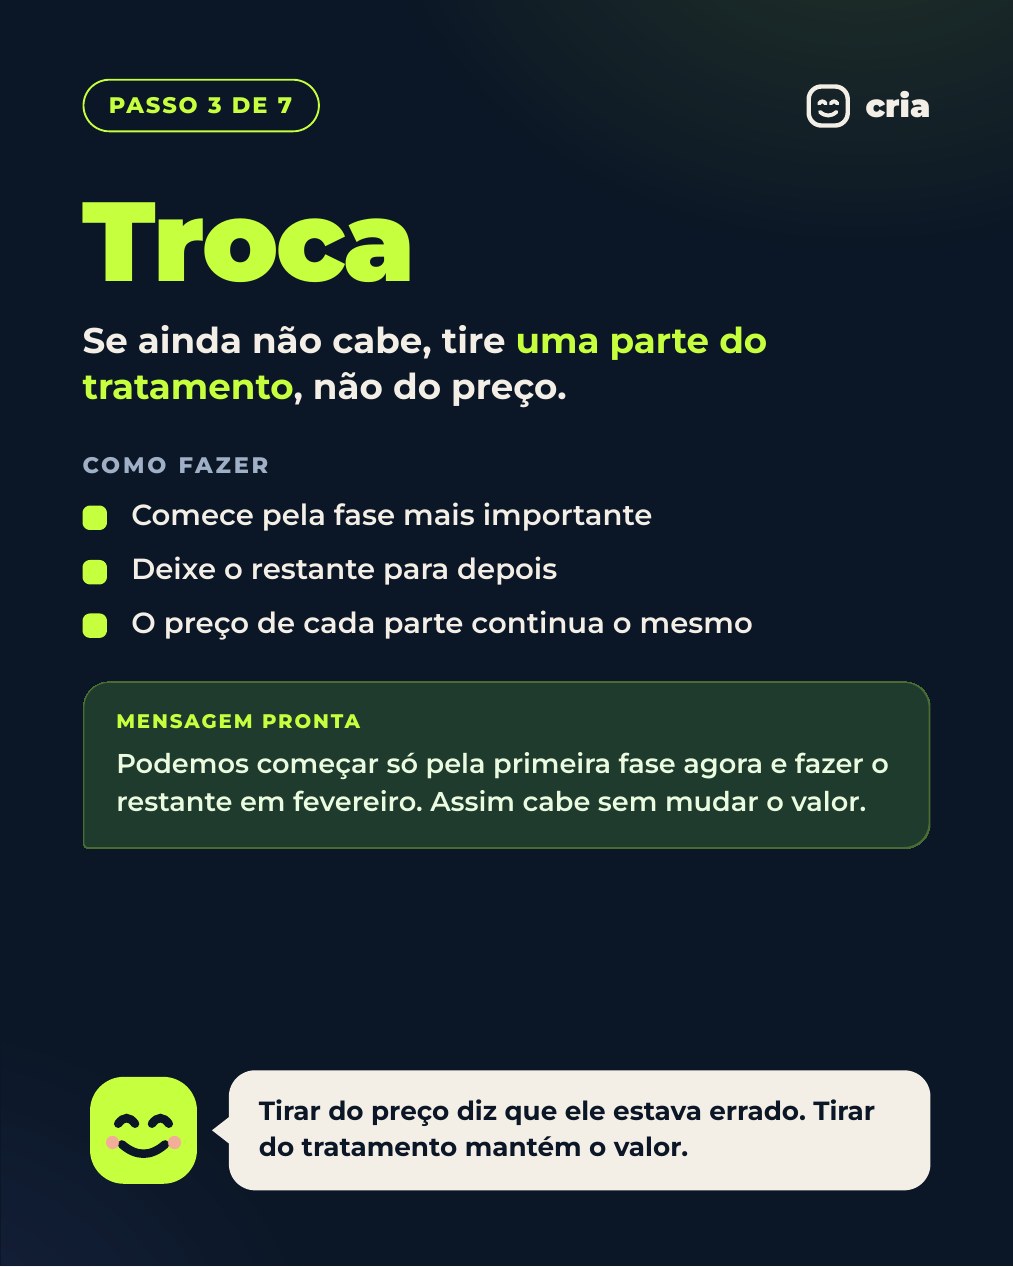 PASSO 3 DE 7
cria
Troca
Se ainda não cabe, tire uma parte do
tratamento, não do preço.
COMO FAZER
Comece pela fase mais importante
Deixe o restante para depois
O preço de cada parte continua o mesmo
MENSAGEM PRONTA
Podemos começar só pela primeira fase agora e fazer o
restante em fevereiro. Assim cabe sem mudar o valor.
Tirar do preço diz que ele estava errado. Tirar
do tratamento mantém o valor.